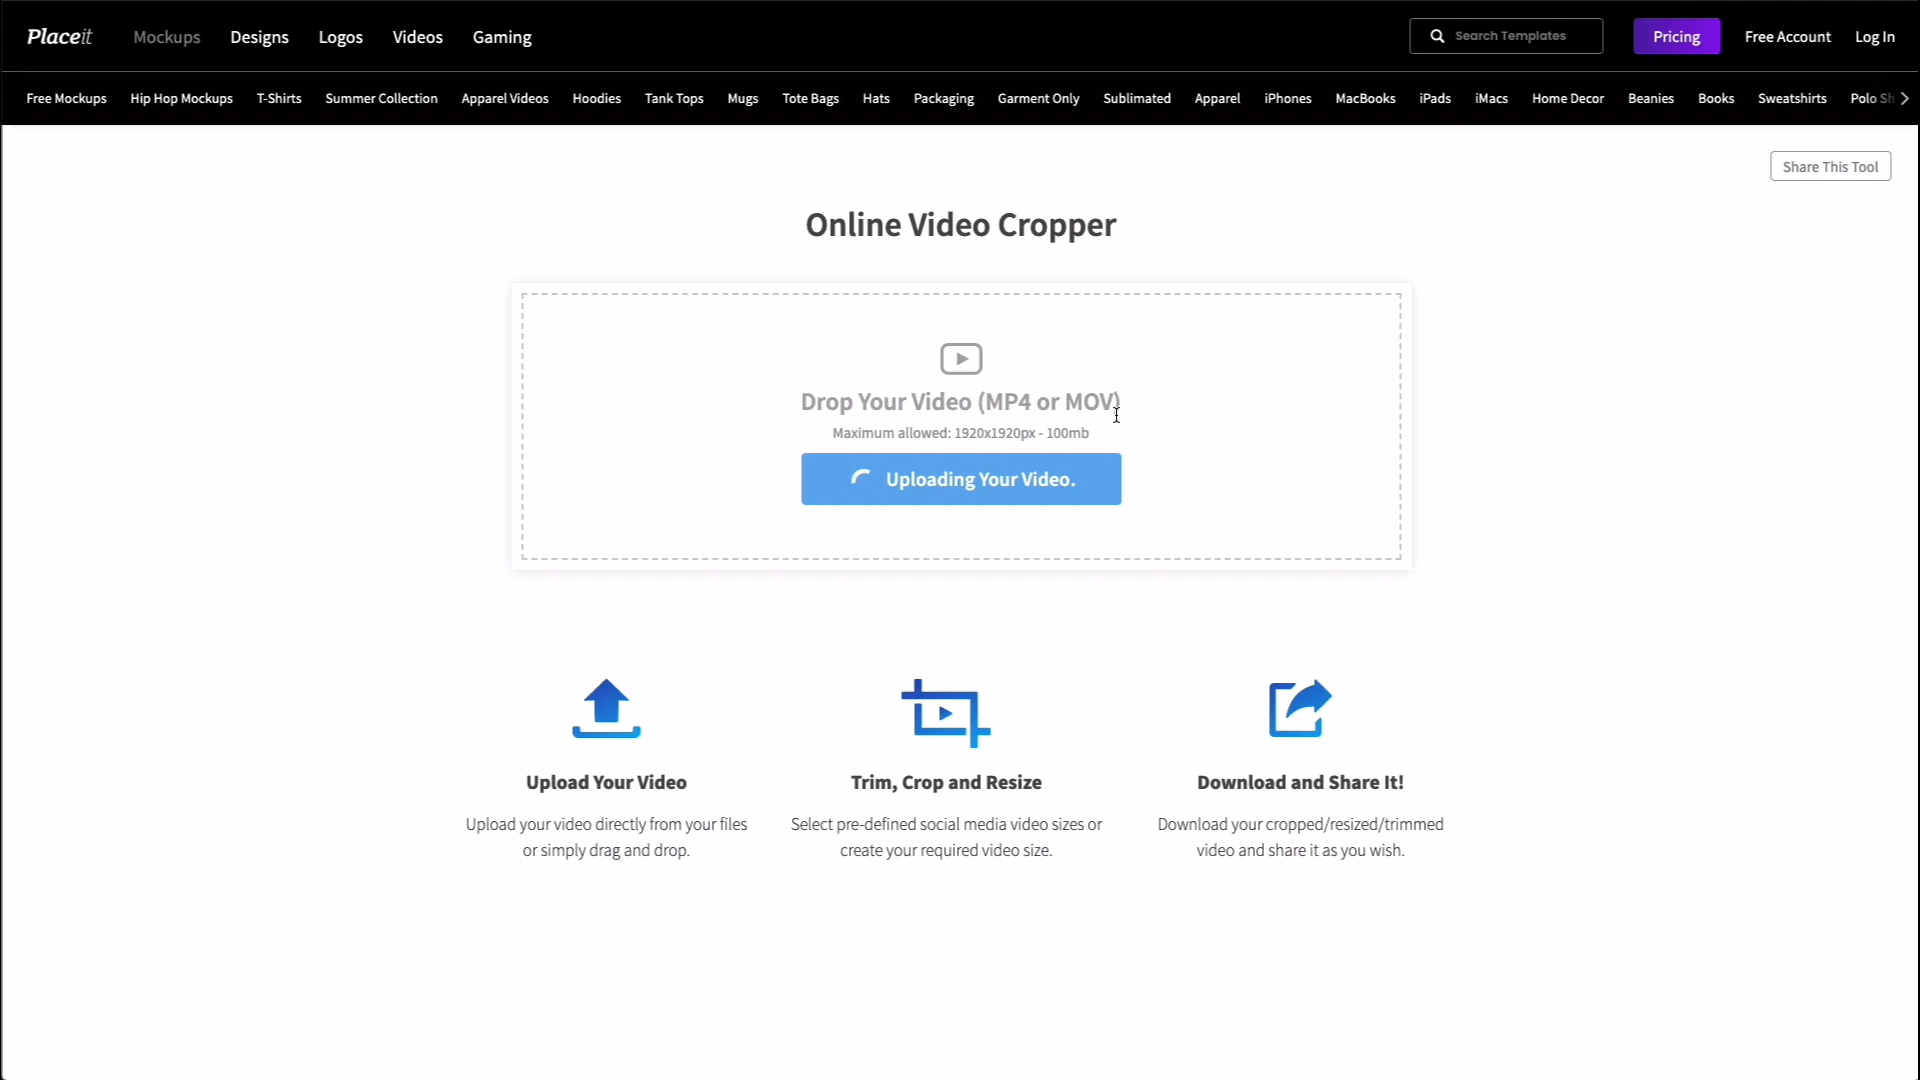 Placeit Mockups Designs Logos Videos Gaming Search Templates Pricing Free Account Log In
Free Mockups Hip Hop Mockups T-Shirts Summer Collection Apparel Videos Hoodies Tank Tops Mugs Tote Bags Hats Packaging Garment Only Sublimated Apparel iPhones MacBooks iPads iMacs Home Decor Beanies Books Sweatshirts Polo Sh
Share This Tool
Online Video Cropper
Drop Your Video (MP4 or MOV)
Maximum allowed: 1920x1920px - 100mb
Uploading Your Video.
Upload Your Video
Upload your video directly from your files
or simply drag and drop.
Trim, Crop and Resize
Select pre-defined social media video sizes or
create your required video size.
Download and Share It!
Download your cropped/resized/trimmed
video and share it as you wish.